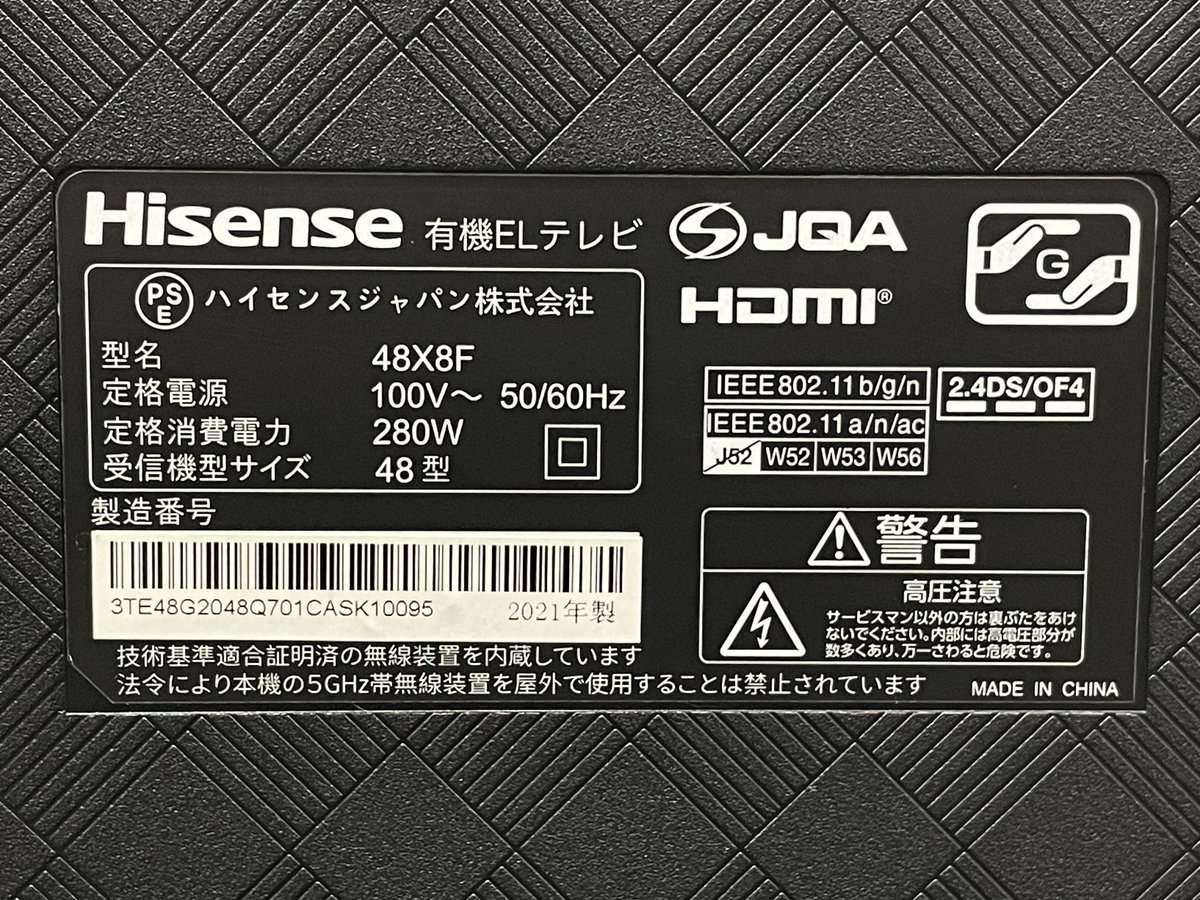 Hisense 有機ELテレビ
JQA
G
PS
E
ハイセンスジャパン株式会社
HDMI®
型名 48X8F
定格電源 100V～ 50/60Hz
定格消費電力 280W
受信機型サイズ 48型
IEEE802.11b/g/n
2.4DS/OF4
IEEE802.11a/n/ac
J52 W52 W53 W56
製造番号
3TE48G2048Q701CASK10095 2021年製
警告
高圧注意
サービスマン以外の方は裏ぶたをあけ
ないでください。内部には高電圧部分が
数多くあり、万一さわると危険です。
技術基準適合証明済の無線装置を内蔵しています
法令により本機の5GHz帯無線装置を屋外で使用することは禁止されています
MADE IN CHINA